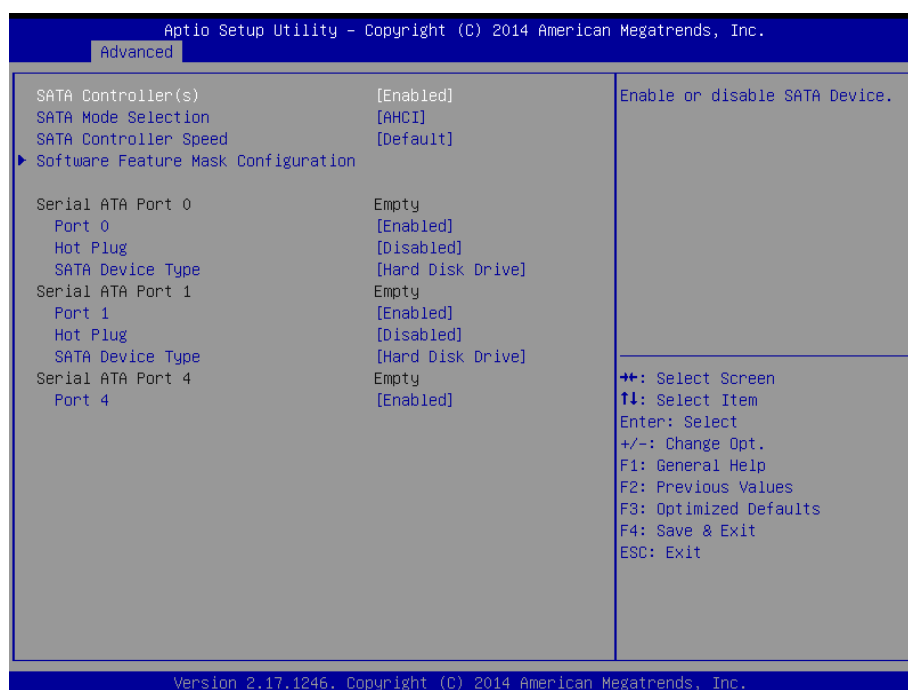 Aptio Setup Utility – Copyright (C) 2014 American Megatrends, Inc.
Advanced
SATA Controller(s) [Enabled]
SATA Mode Selection [AHCI]
SATA Controller Speed [Default]
Software Feature Mask Configuration
Serial ATA Port 0 Empty
Port 0 [Enabled]
Hot Plug [Disabled]
SATA Device Type [Hard Disk Drive]
Serial ATA Port 1 Empty
Port 1 [Enabled]
Hot Plug [Disabled]
SATA Device Type [Hard Disk Drive]
Serial ATA Port 4 Empty
Port 4 [Enabled]
Enable or disable SATA Device.
→←: Select Screen
↑↓: Select Item
Enter: Select
+/-: Change Opt.
F1: General Help
F2: Previous Values
F3: Optimized Defaults
F4: Save & Exit
ESC: Exit
Version 2.17.1246. Copyright (C) 2014 American Megatrends, Inc.